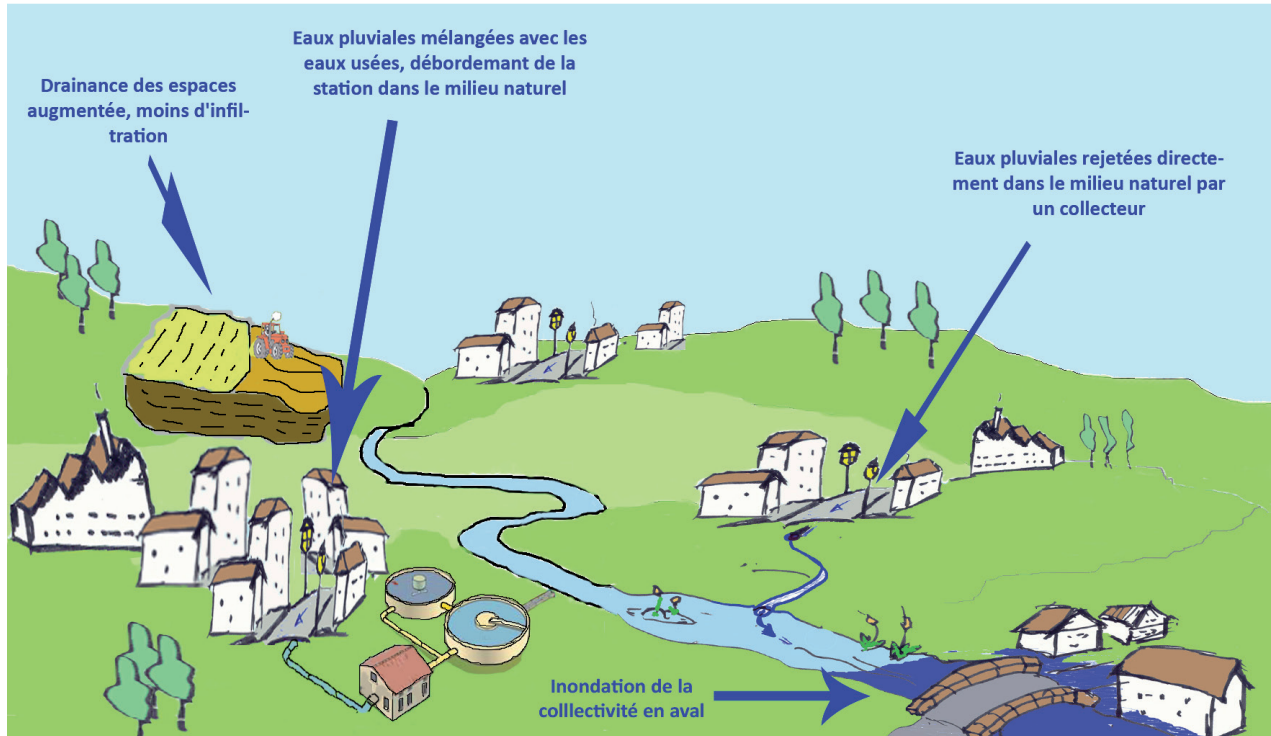 Eaux pluviales mélangées avec les
eaux usées, débordemant de la
station dans le milieu naturel
Drainance des espaces
augmentée, moins d'infil-
tration
Eaux pluviales rejetées directe-
ment dans le milieu naturel par
un collecteur
Inondation de la
colllectivité en aval